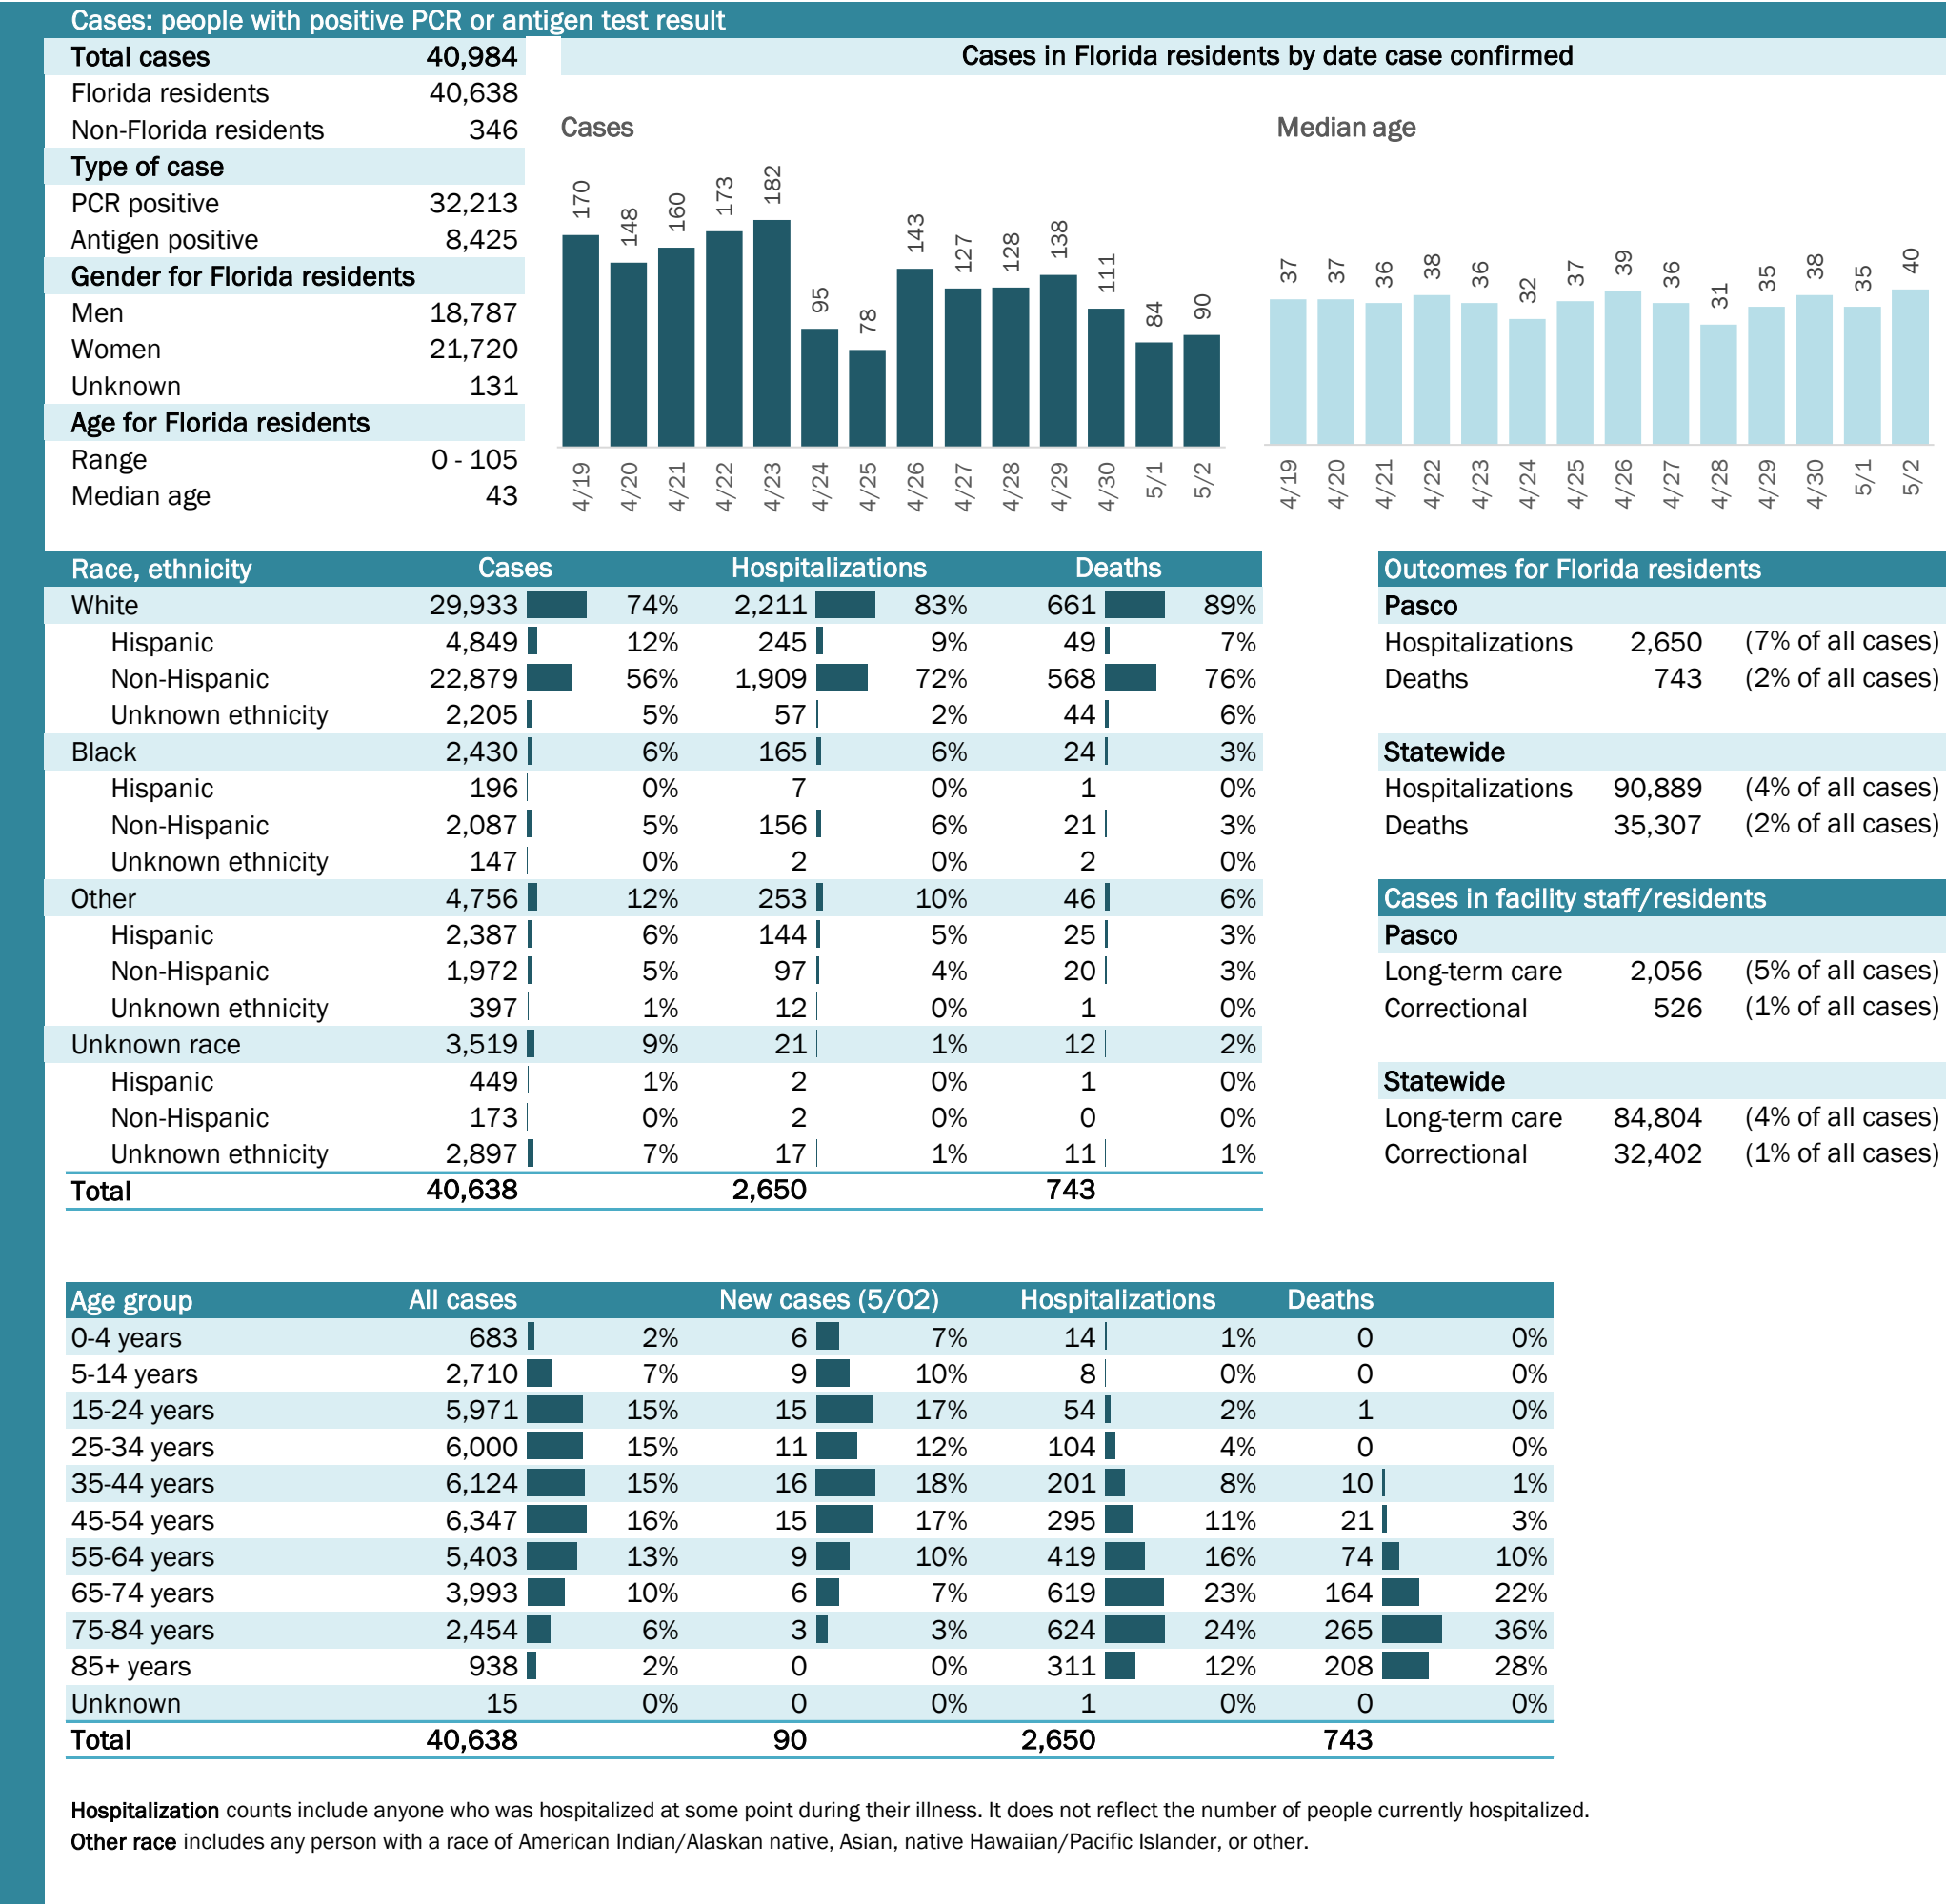 Cases: people with positive PCR or antigen test result
Total cases 40,984
Florida residents 40,638
Non-Florida residents 346
Type of case
PCR positive 32,213
Antigen positive 8,425
Gender for Florida residents
Men 18,787
Women 21,720
Unknown 131
Age for Florida residents
Range 0 - 105
Median age 43
Cases in Florida residents by date case confirmed
Cases
170 148 160 173 182 95 78 143 127 128 138 111 84 90
4/19 4/20 4/21 4/22 4/23 4/24 4/25 4/26 4/27 4/28 4/29 4/30 5/1 5/2
Median age
37 37 36 38 36 32 37 39 36 31 35 38 35 40
4/19 4/20 4/21 4/22 4/23 4/24 4/25 4/26 4/27 4/28 4/29 4/30 5/1 5/2
Race, ethnicity Cases Hospitalizations Deaths
White 29,933 74% 2,211 83% 661 89%
Hispanic 4,849 12% 245 9% 49 7%
Non-Hispanic 22,879 56% 1,909 72% 568 76%
Unknown ethnicity 2,205 5% 57 2% 44 6%
Black 2,430 6% 165 6% 24 3%
Hispanic 196 0% 7 0% 1 0%
Non-Hispanic 2,087 5% 156 6% 21 3%
Unknown ethnicity 147 0% 2 0% 2 0%
Other 4,756 12% 253 10% 46 6%
Hispanic 2,387 6% 144 5% 25 3%
Non-Hispanic 1,972 5% 97 4% 20 3%
Unknown ethnicity 397 1% 12 0% 1 0%
Unknown race 3,519 9% 21 1% 12 2%
Hispanic 449 1% 2 0% 1 0%
Non-Hispanic 173 0% 2 0% 0 0%
Unknown ethnicity 2,897 7% 17 1% 11 1%
Total 40,638 2,650 743
Outcomes for Florida residents
Pasco
Hospitalizations 2,650 (7% of all cases)
Deaths 743 (2% of all cases)
Statewide
Hospitalizations 90,889 (4% of all cases)
Deaths 35,307 (2% of all cases)
Cases in facility staff/residents
Pasco
Long-term care 2,056 (5% of all cases)
Correctional 526 (1% of all cases)
Statewide
Long-term care 84,804 (4% of all cases)
Correctional 32,402 (1% of all cases)
Age group All cases New cases (5/02) Hospitalizations Deaths
0-4 years 683 2% 6 7% 14 1% 0 0%
5-14 years 2,710 7% 9 10% 8 0% 0 0%
15-24 years 5,971 15% 15 17% 54 2% 1 0%
25-34 years 6,000 15% 11 12% 104 4% 0 0%
35-44 years 6,124 15% 16 18% 201 8% 10 1%
45-54 years 6,347 16% 15 17% 295 11% 21 3%
55-64 years 5,403 13% 9 10% 419 16% 74 10%
65-74 years 3,993 10% 6 7% 619 23% 164 22%
75-84 years 2,454 6% 3 3% 624 24% 265 36%
85+ years 938 2% 0 0% 311 12% 208 28%
Unknown 15 0% 0 0% 1 0% 0 0%
Total 40,638 90 2,650 743
Hospitalization counts include anyone who was hospitalized at some point during their illness. It does not reflect the number of people currently hospitalized.
Other race includes any person with a race of American Indian/Alaskan native, Asian, native Hawaiian/Pacific Islander, or other.